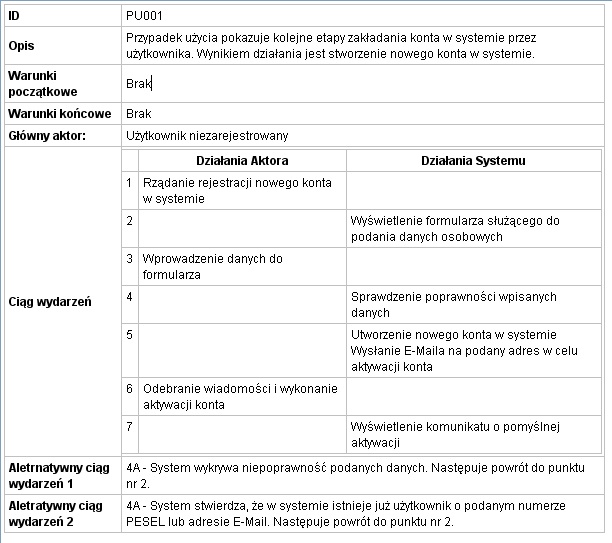 ID
PU001
Opis
Przypadek użycia pokazuje kolejne etapy zakładania konta w systemie przez
użytkownika. Wynikiem działania jest stworzenie nowego konta w systemie.
Warunki
początkowe
Brak
Warunki końcowe
Brak
Główny aktor:
Użytkownik niezarejestrowany
Ciąg wydarzeń
Działania Aktora
Działania Systemu
1
Rządanie rejestracji nowego konta
w systemie
2
Wyświetlenie formularza służącego do
podania danych osobowych
3
Wprowadzenie danych do
formularza
4
Sprawdzenie poprawności wpisanych
danych
5
Utworzenie nowego konta w systemie
Wysłanie E-Maila na podany adres w celu
aktywacji konta
6
Odebranie wiadomości i wykonanie
aktywacji konta
7
Wyświetlenie komunikatu o pomyślnej
aktywacji
Aletrnatywny ciąg
wydarzeń 1
4A - System wykrywa niepoprawność podanych danych. Następuje powrót do punktu
nr 2.
Aletratywny ciąg
wydarzeń 2
4A - System stwierdza, że w systemie istnieje już użytkownik o podanym numerze
PESEL lub adresie E-Mail. Następuje powrót do punktu nr 2.